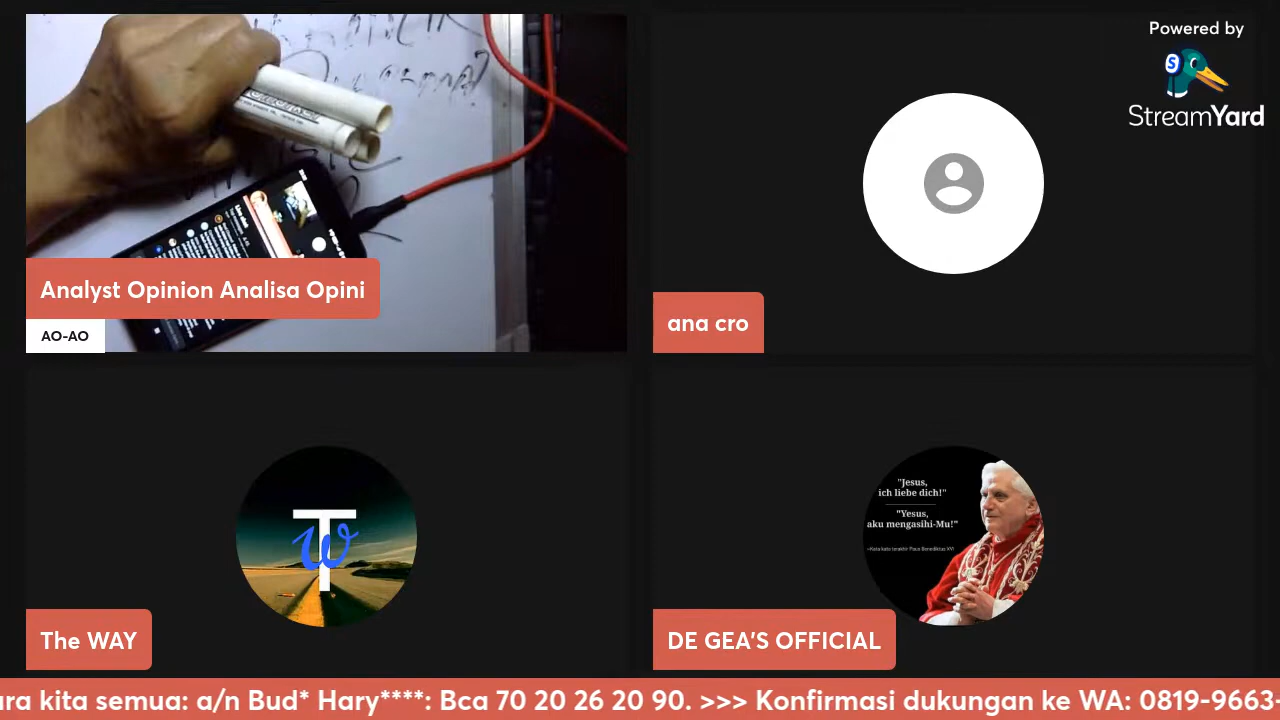 Powered by
S
StreamYard
Analyst Opinion Analisa Opini
AO-AO
ana cro
TW
"Jesus,
ich liebe dich!"
"Yesus,
aku mengasihi-Mu!"
The WAY
DE GEA'S OFFICIAL
ara kita semua: a/n Bud* Hary****: Bca 70 20 26 20 90. >>> Konfirmasi dukungan ke WA: 0819-9663-